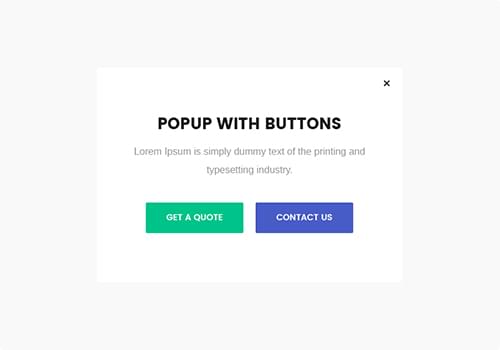 POPUP WITH BUTTONS
Lorem Ipsum is simply dummy text of the printing and
typesetting industry.
GET A QUOTE
CONTACT US